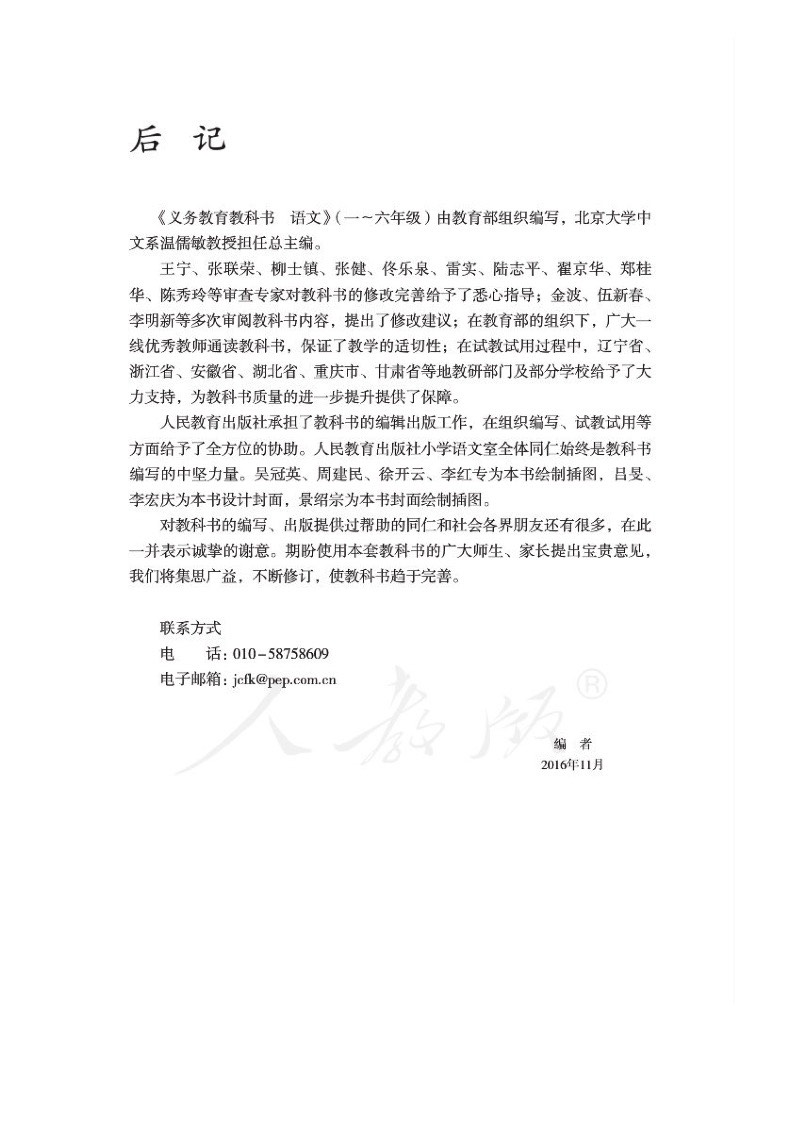 后 记
《义务教育教科书 语文》（一～六年级）由教育部组织编写，北京大学中
文系温儒敏教授担任总主编。
王宁、张联荣、柳士镇、张健、佟乐泉、雷实、陆志平、翟京华、郑桂
华、陈秀玲等审查专家对教科书的修改完善给予了悉心指导；金波、伍新春、
李明新等多次审阅教科书内容，提出了修改建议；在教育部的组织下，广大一
线优秀教师通读教科书，保证了教学的适切性；在试教试用过程中，辽宁省、
浙江省、安徽省、湖北省、重庆市、甘肃省等地教研部门及部分学校给予了大
力支持，为教科书质量的进一步提升提供了保障。
人民教育出版社承担了教科书的编辑出版工作，在组织编写、试教试用等
方面给予了全方位的协助。人民教育出版社小学语文室全体同仁始终是教科书
编写的中坚力量。吴冠英、周建民、徐开云、李红专为本书绘制插图，吕旻、
李宏庆为本书设计封面，景绍宗为本书封面绘制插图。
对教科书的编写、出版提供过帮助的同仁和社会各界朋友还有很多，在此
一并表示诚挚的谢意。期盼使用本套教科书的广大师生、家长提出宝贵意见，
我们将集思广益，不断修订，使教科书趋于完善。
联系方式
电 话：010-58758609
电子邮箱：jcfk@pep.com.cn
人教版®
编 者
2016年11月